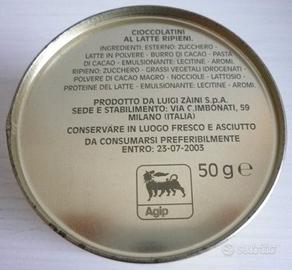 CIOCCOLATINI
AL LATTE RIPIENI.
INGREDIENTI: ESTERNO: ZUCCHERO -
LATTE IN POLVERE - BURRO DI CACAO - PASTA
DI CACAO - EMULSIONANTE: LECITINE - AROMI.
RIPIENO: ZUCCHERO - GRASSI VEGETALI IDROGENATI -
POLVERE DI CACAO MAGRO - NOCCIOLE - LATTOSIO -
PROTEINE DEL LATTE - EMULSIONANTE: LECITINE - AROMI.
PRODOTTO DA LUIGI ZAINI S.p.A.
SEDE E STABILIMENTO: VIA C.IMBONATI, 59
MILANO (ITALIA)
CONSERVARE IN LUOGO FRESCO E ASCIUTTO
DA CONSUMARSI PREFERIBILMENTE
ENTRO: 23-07-2003
50 g e
Agip
subito